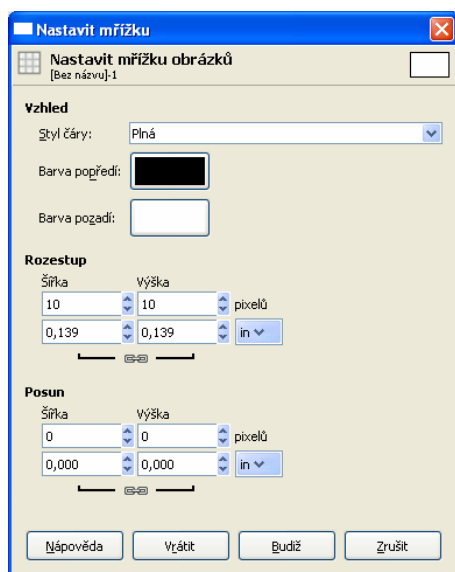 Nastavit mřížku
Nastavit mřížku obrázků
[Bez názvu]-1
Vzhled
Styl čáry: Plná
Barva popředí:
Barva pozadí:
Rozestup
Šířka Výška
10 10 pixelů
0,139 0,139 in
Posun
Šířka Výška
0 0 pixelů
0,000 0,000 in
Nápověda Vrátit Budiž Zrušit